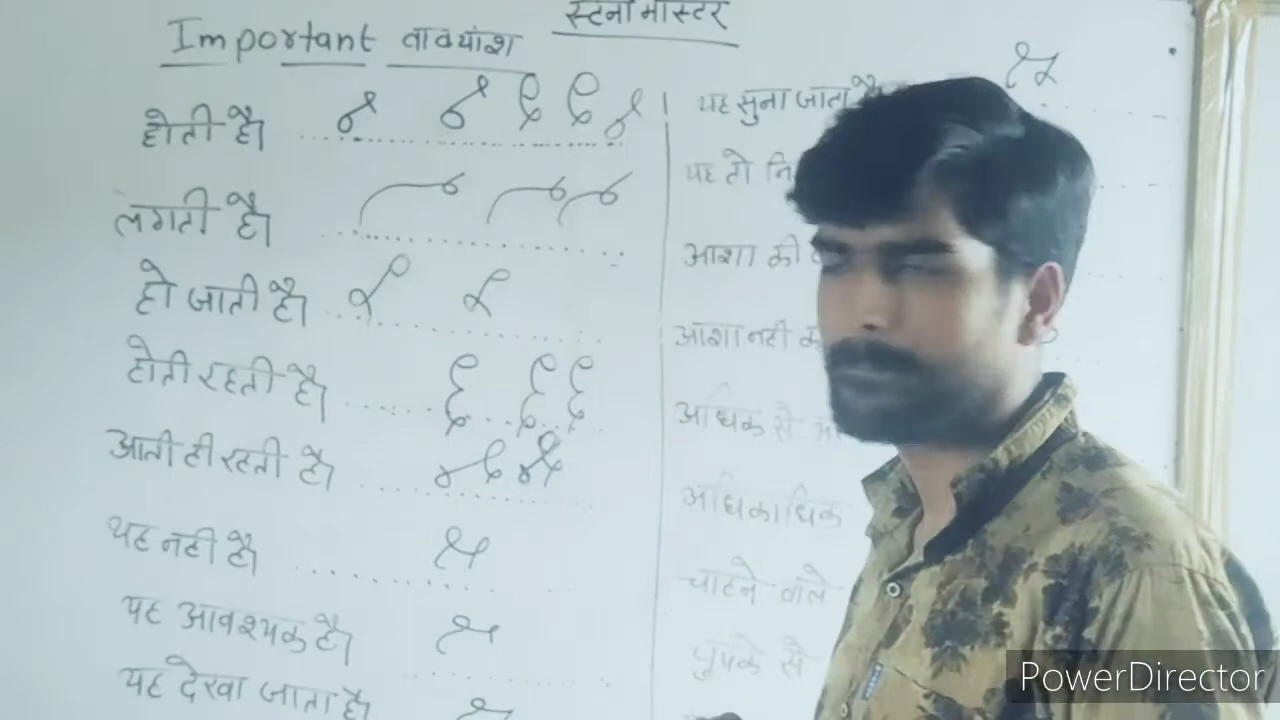 स्टेनो मास्टर
Important वाक्यांश
होती है।
लगती है।
हो जाती है।
होती रहती है।
आती ही रहती है।
यह नही है।
यह आवश्यक है।
यह देखा जाता है।
यह सुना जाता है
यह तो
आशा की
आशा नही
अधिक से
अधिकाधिक
चाहने वाले
चुपके से
PowerDirector